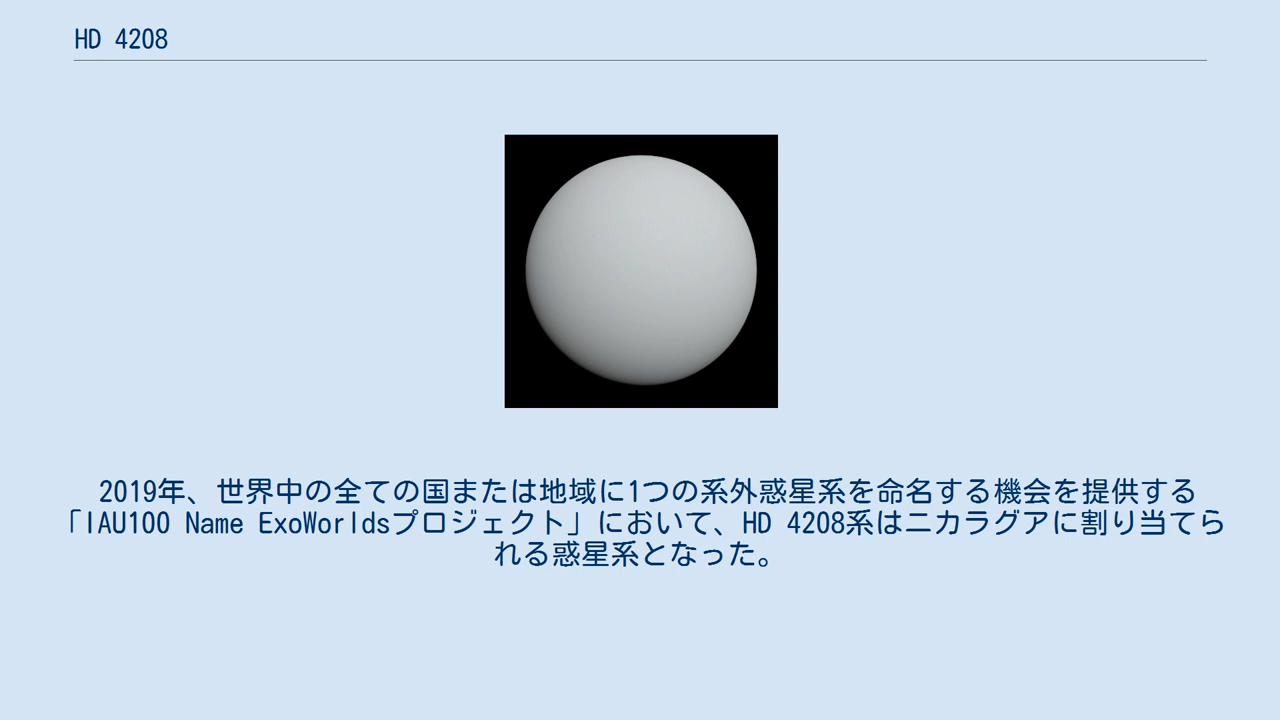 HD 4208
2019年、世界中の全ての国または地域に1つの系外惑星系を命名する機会を提供する
「IAU100 Name ExoWorldsプロジェクト」において、HD 4208系はニカラグアに割り当てら
れる惑星系となった。